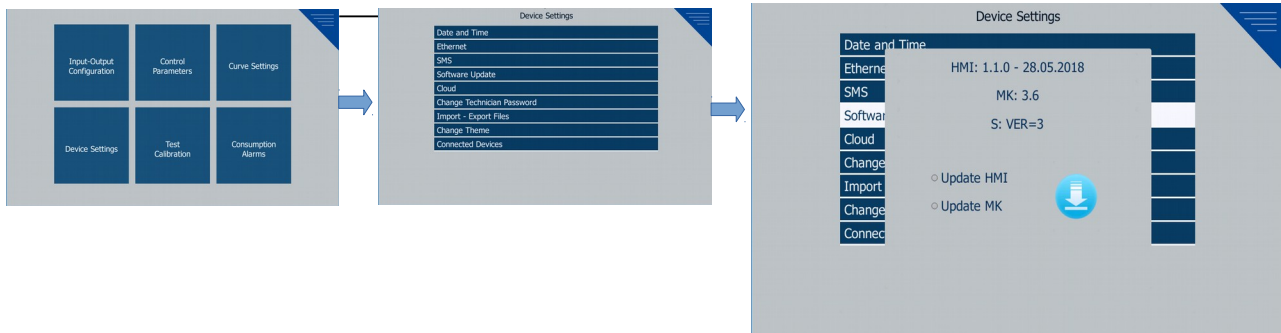 Input-Output
Configuration
Control
Parameters
Curve Settings
Device Settings
Test
Calibration
Consumption
Alarms
Device Settings
Date and Time
Ethernet
SMS
Software Update
Cloud
Change Technician Password
Import - Export Files
Change Theme
Connected Devices
Device Settings
Date and Time
Etherne
SMS
Softwar
Cloud
Change
Import
Change
Connec
HMI: 1.1.0 - 28.05.2018
MK: 3.6
S: VER=3
Update HMI
Update MK